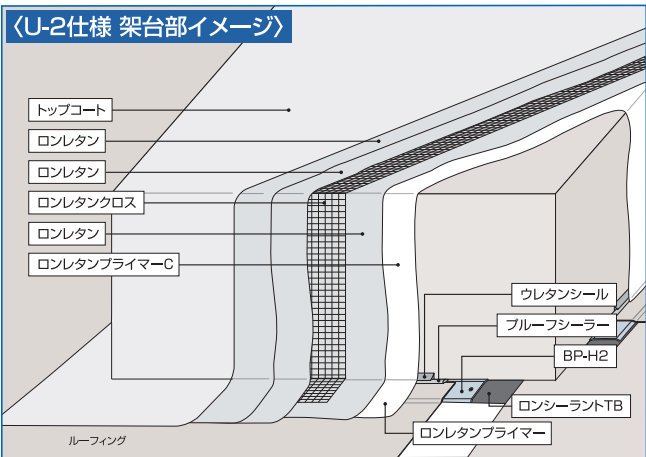 〈U-2仕様 架台部イメージ〉
トップコート
ロンレタン
ロンレタン
ロンレタンクロス
ロンレタン
ロンレタンプライマーC
ウレタンシール
プルーフシーラー
BP-H2
ロンシーラントTB
ロンレタンプライマー
ルーフィング